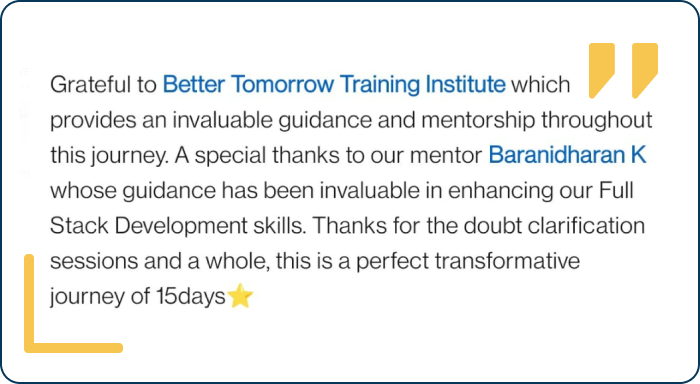 Grateful to Better Tomorrow Training Institute which
provides an invaluable guidance and mentorship throughout
this journey. A special thanks to our mentor Baranidharan K
whose guidance has been invaluable in enhancing our Full
Stack Development skills. Thanks for the doubt clarification
sessions and a whole, this is a perfect transformative
journey of 15days⭐